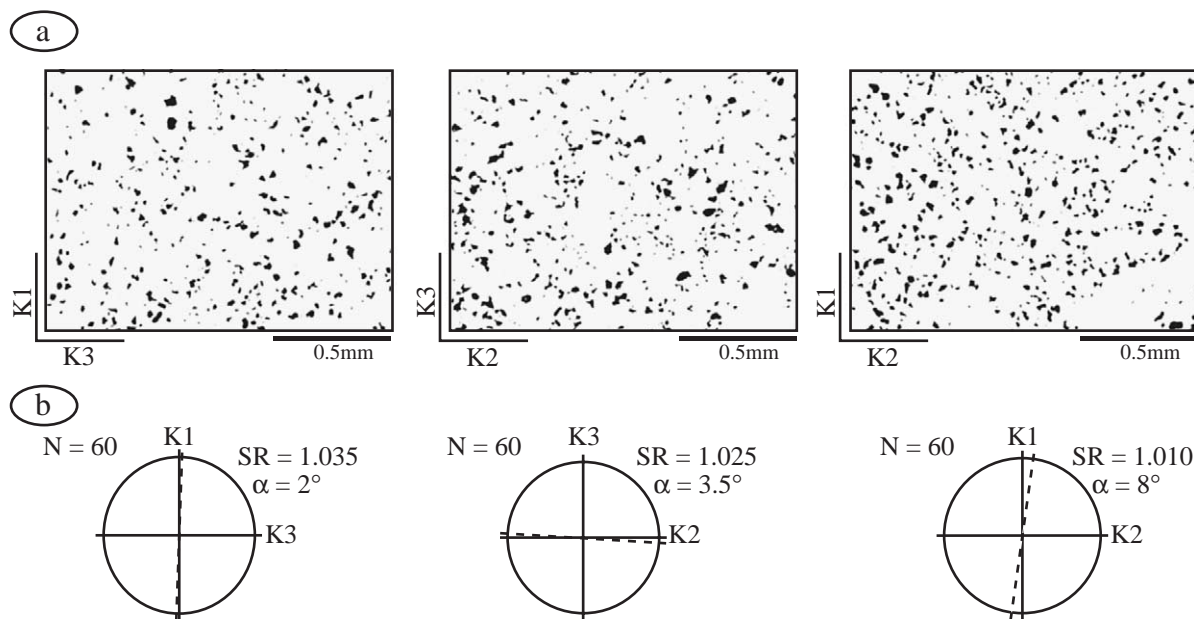 a
K1
K3
0.5mm
K3
K2
0.5mm
K1
K2
0.5mm
b
N = 60
K1
SR = 1.035
α = 2°
K3
N = 60
K3
SR = 1.025
α = 3.5°
K2
N = 60
K1
SR = 1.010
α = 8°
K2